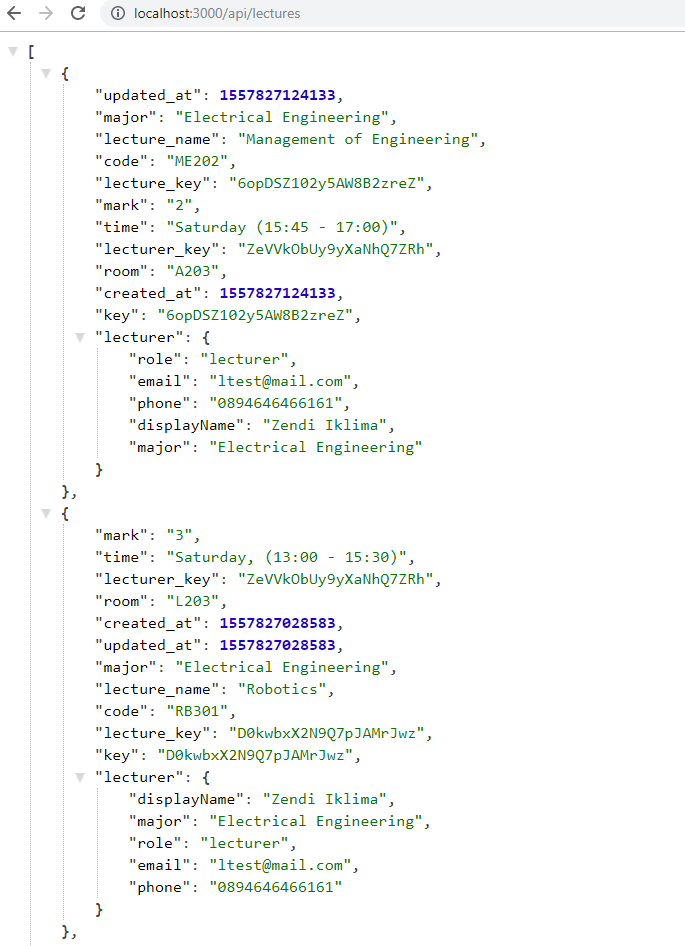 localhost:3000/api/lectures
[
{
"updated_at": 1557827124133,
"major": "Electrical Engineering",
"lecture_name": "Management of Engineering",
"code": "ME202",
"lecture_key": "6opDSZ102y5AW8B2zreZ",
"mark": "2",
"time": "Saturday (15:45 - 17:00)",
"lecturer_key": "ZeVVkObUy9yXaNhQ7ZRh",
"room": "A203",
"created_at": 1557827124133,
"key": "6opDSZ102y5AW8B2zreZ",
"lecturer": {
"role": "lecturer",
"email": "ltest@mail.com",
"phone": "0894646466161",
"displayName": "Zendi Iklima",
"major": "Electrical Engineering"
}
},
{
"mark": "3",
"time": "Saturday, (13:00 - 15:30)",
"lecturer_key": "ZeVVkObUy9yXaNhQ7ZRh",
"room": "L203",
"created_at": 1557827028583,
"updated_at": 1557827028583,
"major": "Electrical Engineering",
"lecture_name": "Robotics",
"code": "RB301",
"lecture_key": "D0kwbxX2N9Q7pJAMrJwz",
"key": "D0kwbxX2N9Q7pJAMrJwz",
"lecturer": {
"displayName": "Zendi Iklima",
"major": "Electrical Engineering",
"role": "lecturer",
"email": "ltest@mail.com",
"phone": "0894646466161"
}
},